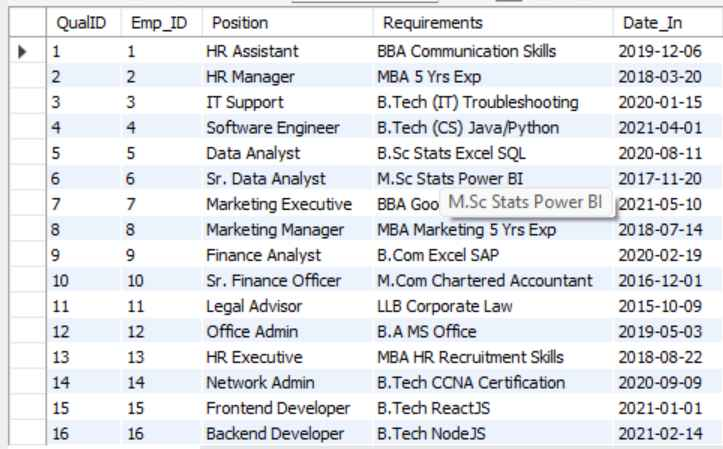 QualID Emp_ID Position Requirements Date_In
1 1 HR Assistant BBA Communication Skills 2019-12-06
2 2 HR Manager MBA 5 Yrs Exp 2018-03-20
3 3 IT Support B.Tech (IT) Troubleshooting 2020-01-15
4 4 Software Engineer B.Tech (CS) Java/Python 2021-04-01
5 5 Data Analyst B.Sc Stats Excel SQL 2020-08-11
6 6 Sr. Data Analyst M.Sc Stats Power BI 2017-11-20
7 7 Marketing Executive BBA M.Sc Stats Power BI 2021-05-10
8 8 Marketing Manager MBA Marketing 5 Yrs Exp 2018-07-14
9 9 Finance Analyst B.Com Excel SAP 2020-02-19
10 10 Sr. Finance Officer M.Com Chartered Accountant 2016-12-01
11 11 Legal Advisor LLB Corporate Law 2015-10-09
12 12 Office Admin B.A MS Office 2019-05-03
13 13 HR Executive MBA HR Recruitment Skills 2018-08-22
14 14 Network Admin B.Tech CCNA Certification 2020-09-09
15 15 Frontend Developer B.Tech ReactJS 2021-01-01
16 16 Backend Developer B.Tech NodeJS 2021-02-14